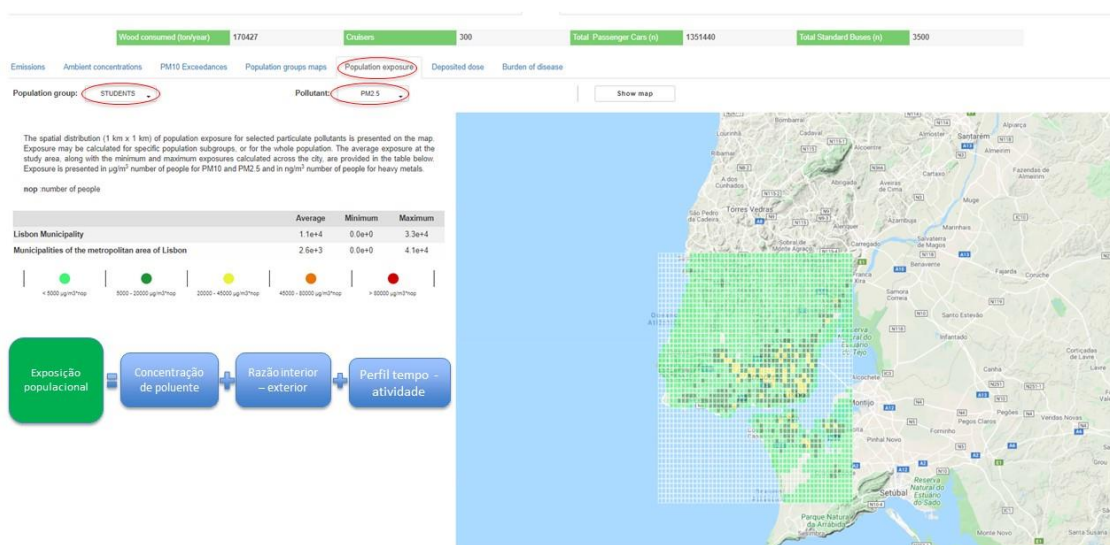 Wood consumed (ton/year) 170427 Cruisers 300 Total Passenger Cars (n) 1351440 Total Standard Buses (n) 3500
Emissions Ambient concentrations PM10 Exceedances Population groups maps Population exposure Deposited dose Burden of disease
Population group: STUDENTS Pollutant: PM2.5 Show map
The spatial distribution (1 km x 1 km) of population exposure for selected particulate pollutants is presented on the map.
Exposure may be calculated for specific population subgroups, or for the whole population. The average exposure at the
study area, along with the minimum and maximum exposures calculated across the city, are provided in the table below.
Exposure is presented in µg/m³ number of people for PM10 and PM2.5 and in ng/m³ number of people for heavy metals.
nop :number of people
Average Minimum Maximum
Lisbon Municipality 1.1e+4 0.0e+0 3.3e+4
Municipalities of the metropolitan area of Lisbon 2.6e+3 0.0e+0 4.1e+4
< 5000 µg/m3*nop 5000 - 20000 µg/m3*nop 20000 - 45000 µg/m3*nop 45000 - 80000 µg/m3*nop > 80000 µg/m3*nop
Exposição
populacional
=
Concentração
de poluente
+
Razão interior
– exterior
+
Perfil tempo -
atividade
Bombarral
Alpiarça
Lourinhã
Cadaval
Almoster
Santarém
Ribamar
Alcoentre
Almeirim
A dos
Cunhados
Cartaxo
Fazendas de
Almeirim
Abrigada
Aveiras
de Cima
Muge
São Pedro
da Cadeira
Torres Vedras
Azambuja
Alenquer
Marinhais
Sobral de
Monte Agraço
Carregado
Salvaterra
de Magos
Benavente
Fajarda
Coruche
Samora
Correia
Santo Estevão
Infantado
Cortiçadas
de Lavre
Canha
Lavre
Alcochete
Montijo
Pegões
Vendas Novas
Pegos Claros
Forninho
Pinhal Novo
Reserva
Natural do
Estuário
do Sado
Setúbal
Parque Natural
da Arrábida
Sesimbra
Monte Novo
Santa Susana